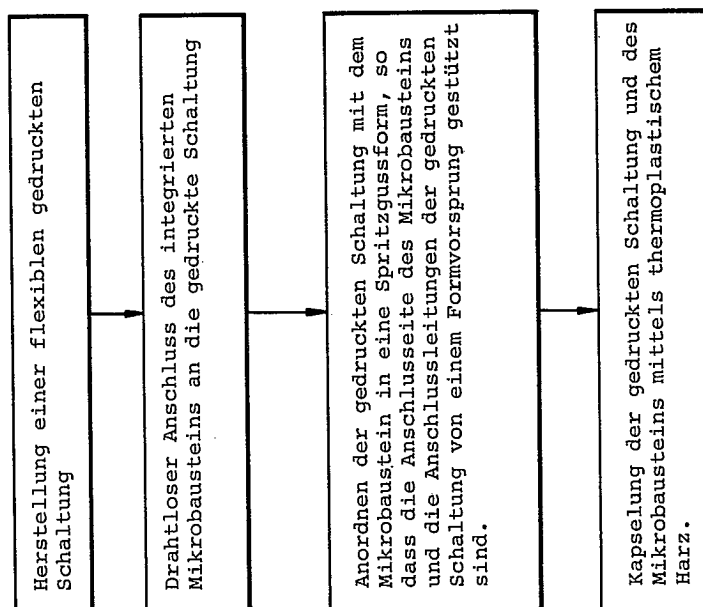 Herstellung einer flexiblen gedruckten
Schaltung
Drahtloser Anschluss des integrierten
Mikrobausteins an die gedruckte Schaltung
Anordnen der gedruckten Schaltung mit dem
Mikrobaustein in eine Spritzgussform, so
dass die Anschlusseite des Mikrobausteins
und die Anschlussleitungen der gedruckten
Schaltung von einem Formvorsprung gestützt
sind.
Kapselung der gedruckten Schaltung und des
Mikrobausteins mittels thermoplastischem
Harz.